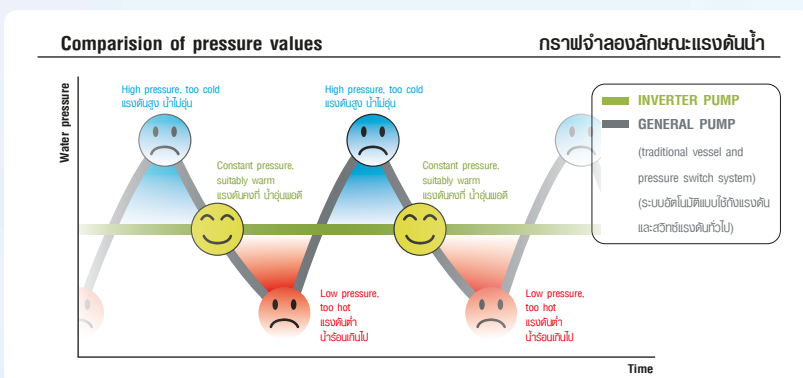 Comparision of pressure values
กราฟจำลองลักษณะแรงดันน้ำ
Water pressure
High pressure, too cold
แรงดันสูง น้ำไม่อุ่น
High pressure, too cold
แรงดันสูง น้ำไม่อุ่น
INVERTER PUMP
GENERAL PUMP
(traditional vessel and
pressure switch system)
(ระบบอัตโนมัติแบบใช้ถังแรงดัน
และสวิทช์แรงดันทั่วไป)
Constant pressure,
suitably warm
แรงดันคงที่ น้ำอุ่นพอดี
Constant pressure,
suitably warm
แรงดันคงที่ น้ำอุ่นพอดี
Low pressure,
too hot
แรงดันต่ำ
น้ำร้อนเกินไป
Low pressure,
too hot
แรงดันต่ำ
น้ำร้อนเกินไป
Time